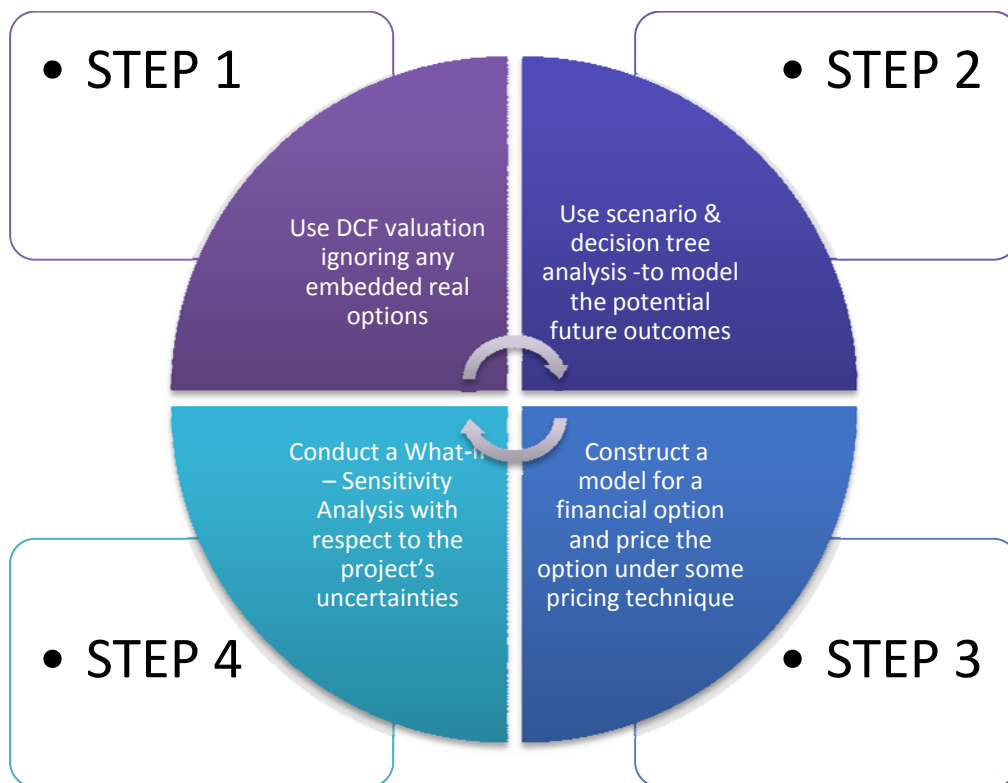 • STEP 1
Use DCF valuation
ignoring any
embedded real
options
• STEP 2
Use scenario &
decision tree
analysis -to model
the potential
future outcomes
• STEP 3
Construct a
model for a
financial option
and price the
option under some
pricing technique
• STEP 4
Conduct a What-
– Sensitivity
Analysis with
respect to the
project’s
uncertainties